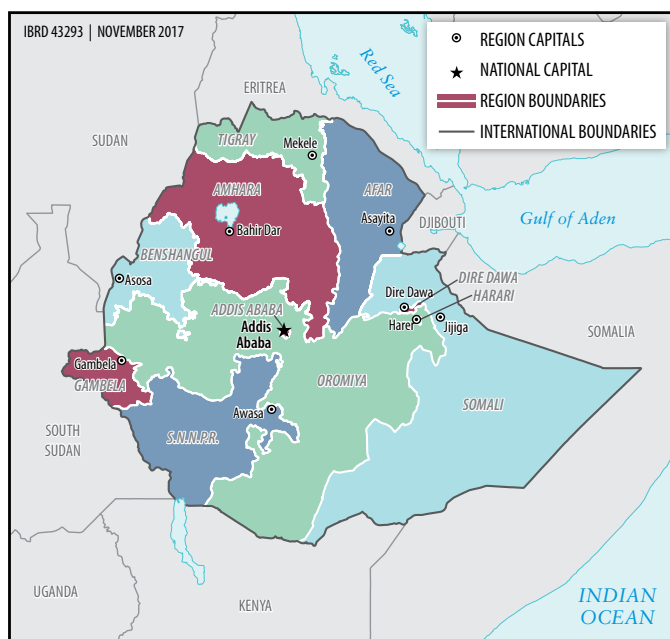 IBRD 43293 | NOVEMBER 2017
REGION CAPITALS
NATIONAL CAPITAL
REGION BOUNDARIES
INTERNATIONAL BOUNDARIES
Red Sea
ERITREA
SUDAN
TIGRAY
Mekele
AMHARA
AFAR
Bahir Dar
Asayita
DJIBOUTI
Gulf of Aden
BENSHANGUL
Asosa
DIRE DAWA
HARARI
Dire Dawa
ADDIS ABABA
Addis
Ababa
Harer
Jijiga
SOMALIA
Gambela
GAMBELA
OROMIYA
SOMALI
Awasa
S.N.N.P.R.
SOUTH
SUDAN
UGANDA
KENYA
INDIAN
OCEAN